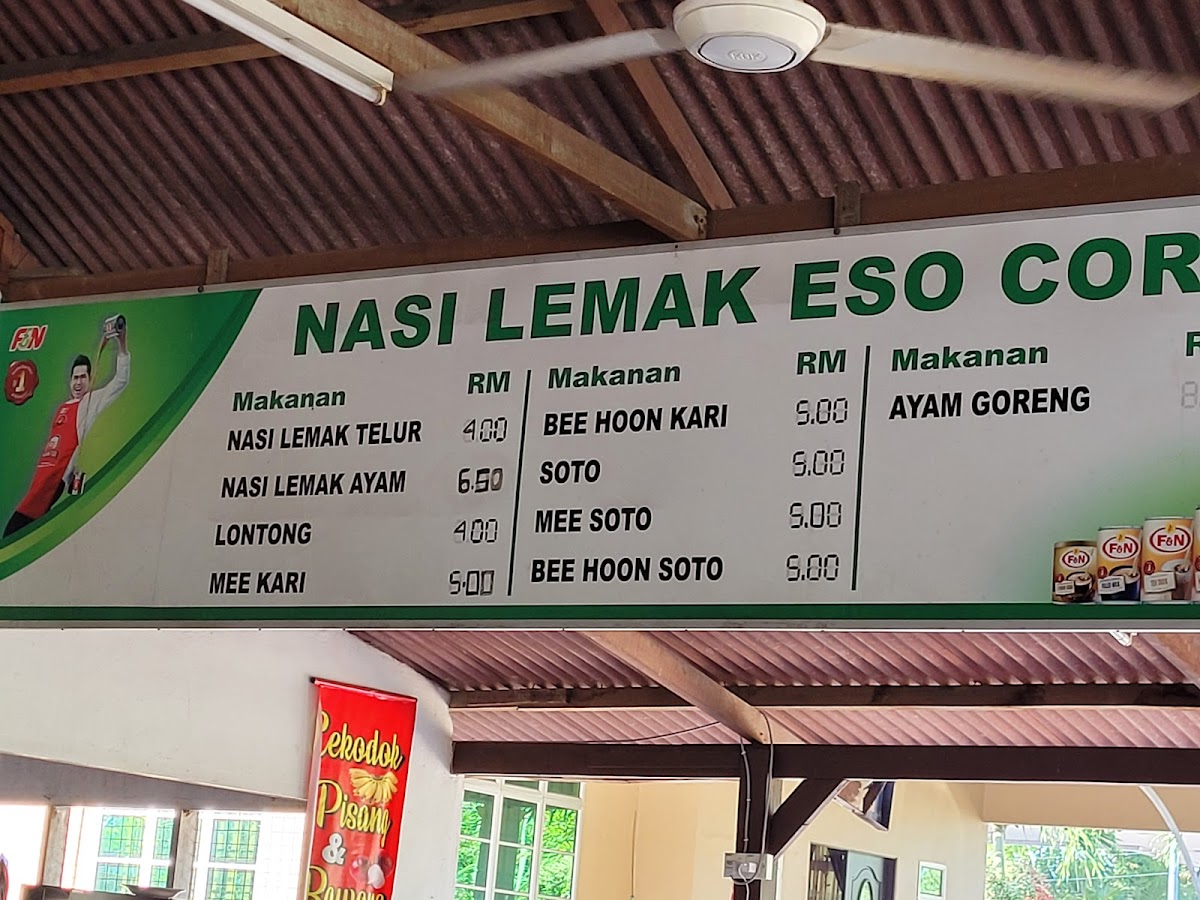 KDK
NASI LEMAK ESO COR
F&N
1
Makanan RM
NASI LEMAK TELUR 4.00
NASI LEMAK AYAM 6.50
LONTONG 4.00
MEE KARI 5.00
Makanan RM
BEE HOON KARI 5.00
SOTO 5.00
MEE SOTO 5.00
BEE HOON SOTO 5.00
Makanan
AYAM GORENG
F&N
F&N
F&N
Cekodok
Pisang
&